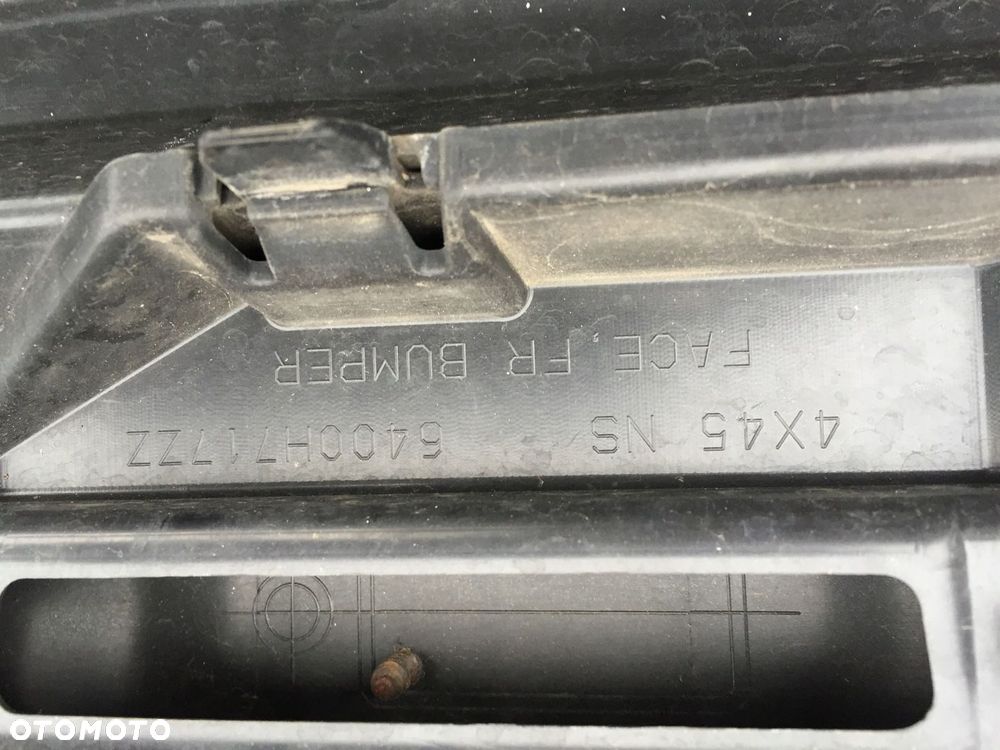 4X45 NS 6400H717ZZ
FACE, FR BUMPER
OTOMOTO